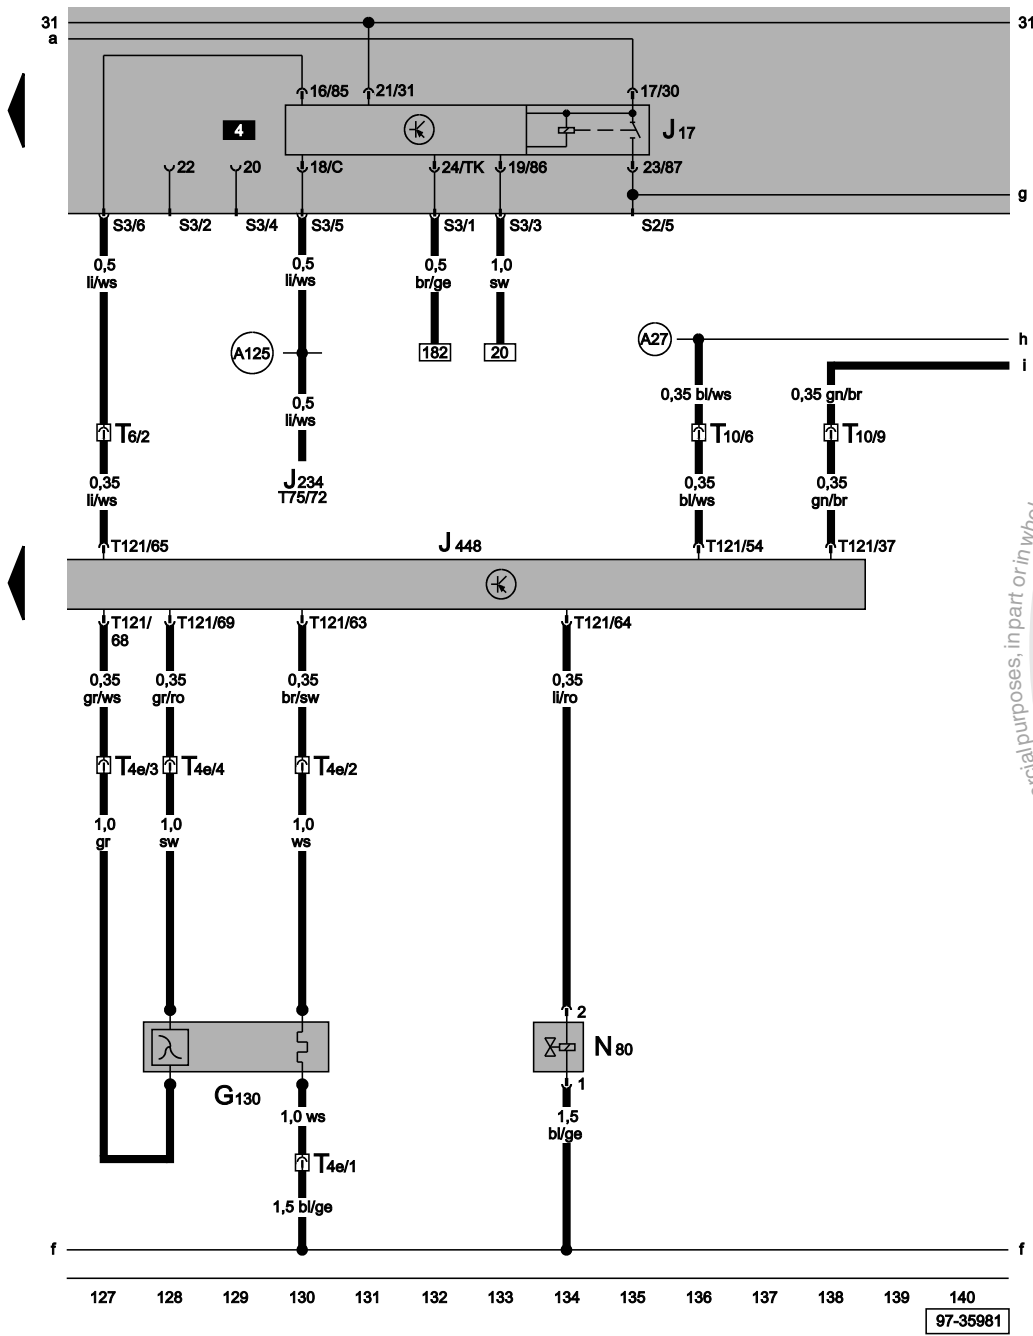 31 31
a
16/85 21/31 17/30
4 J17
22 20 18/C 24/TK 19/86 23/87
g
S3/6 S3/2 S3/4 S3/5 S3/1 S3/3 S2/5
0,5 0,5 0,5 1,0
li/ws li/ws br/ge sw
A125 182 20 A27 h
i
0,5 0,35 bl/ws 0,35 gn/br
li/ws
T6/2 T10/6 T10/9
0,35 J234 0,35 0,35
li/ws T75/72 bl/ws gn/br
T121/65 J448 T121/54 T121/37
T121/ T121/69 T121/63 T121/64
68
0,35 0,35 0,35 0,35
gr/ws gr/ro br/sw li/ro
T4e/3 T4e/4 T4e/2
1,0 1,0 1,0
gr sw ws
2
N80
G130 1
1,0 ws 1,5
bl/ge
T4e/1
1,5 bl/ge
f f
127 128 129 130 131 132 133 134 135 136 137 138 139 140
97-35981
purposes, in part or in